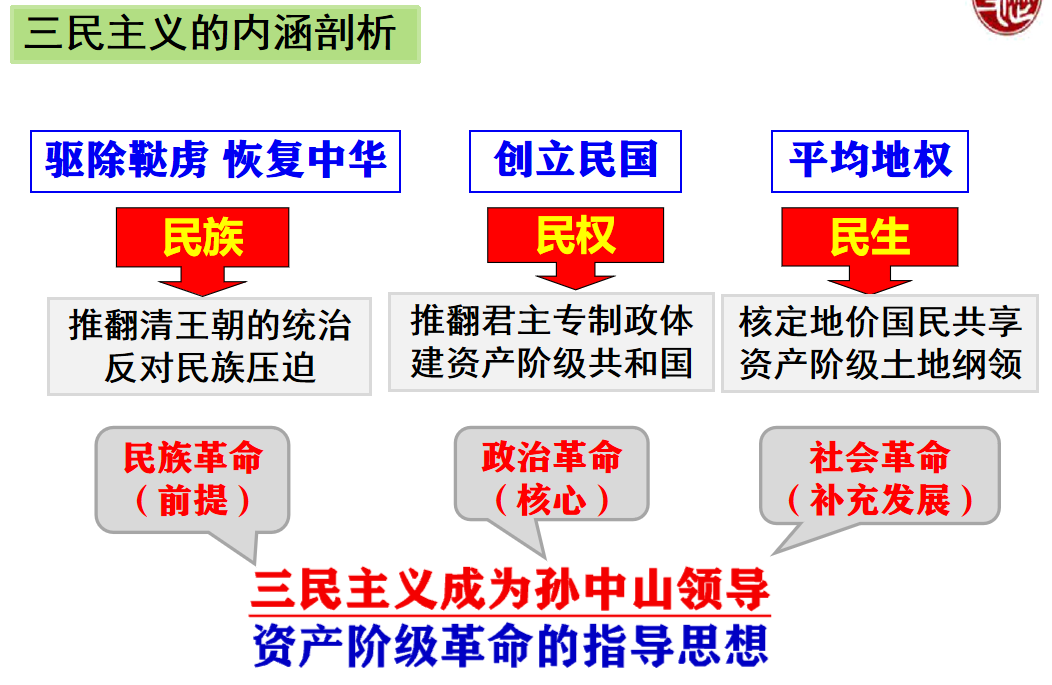 三民主义的内涵剖析
驱除鞑虏 恢复中华
创立民国
平均地权
民族
民权
民生
推翻清王朝的统治
反对民族压迫
推翻君主专制政体
建资产阶级共和国
核定地价国民共享
资产阶级土地纲领
民族革命
（前提）
政治革命
（核心）
社会革命
（补充发展）
三民主义成为孙中山领导
资产阶级革命的指导思想